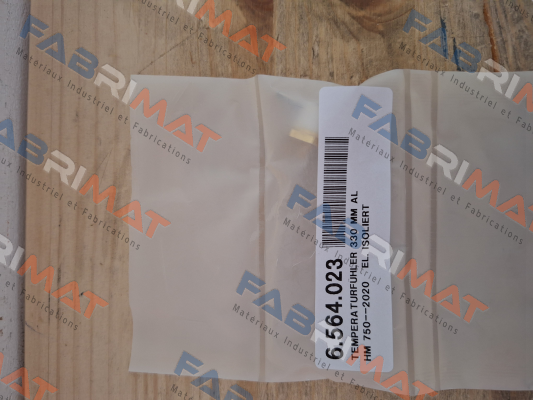 6.564.023
TEMPERATURFÜHLER 330 MM AL
HM 750--2020 EL. ISOLIERT
FABRIMAT
Matériaux Industriel et Fabrications